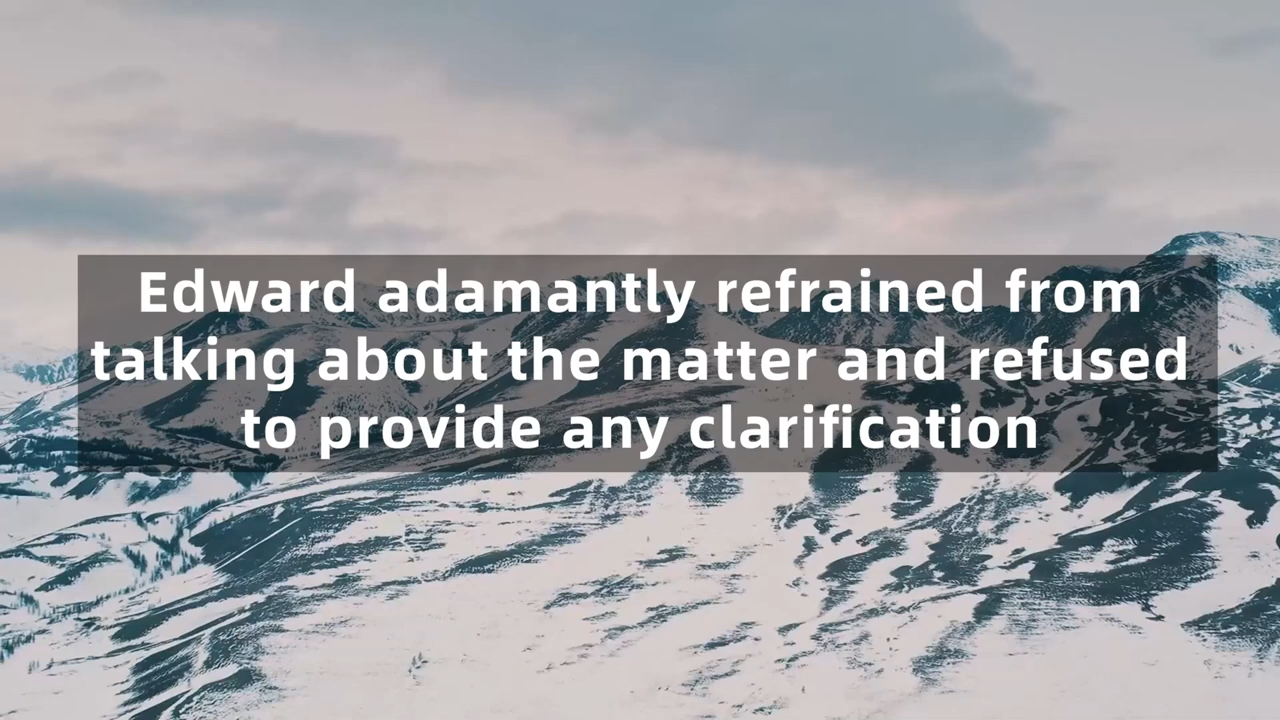 Edward adamantly refrained from
talking about the matter and refused
to provide any clarification